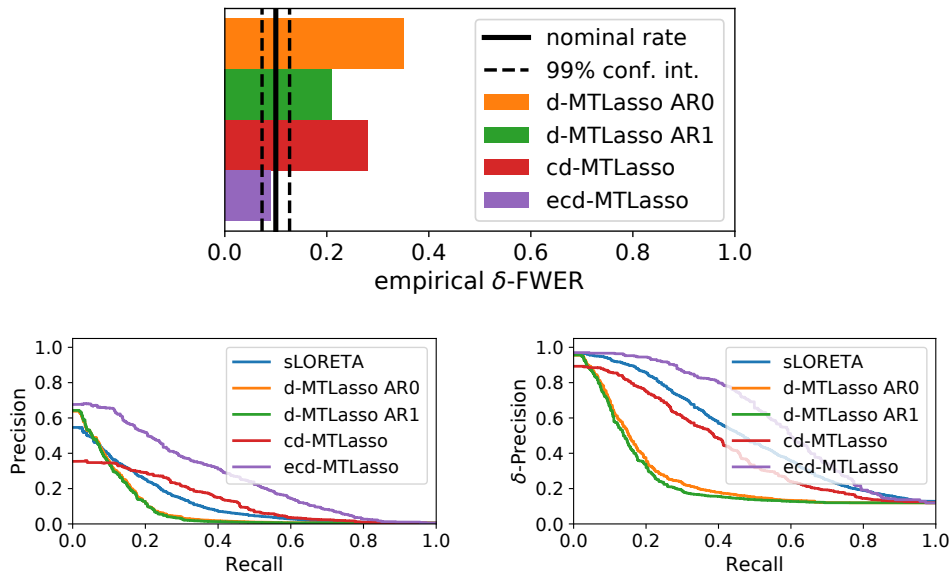 nominal rate
99% conf. int.
d-MTLasso AR0
d-MTLasso AR1
cd-MTLasso
ecd-MTLasso
0.0 0.2 0.4 0.6 0.8 1.0
empirical δ-FWER
Precision
1.0
0.8
0.6
0.4
0.2
0.0
sLORETA
d-MTLasso AR0
d-MTLasso AR1
cd-MTLasso
ecd-MTLasso
0.0 0.2 0.4 0.6 0.8 1.0
Recall
δ-Precision
1.0
0.8
0.6
0.4
0.2
0.0
sLORETA
d-MTLasso AR0
d-MTLasso AR1
cd-MTLasso
ecd-MTLasso
0.0 0.2 0.4 0.6 0.8 1.0
Recall